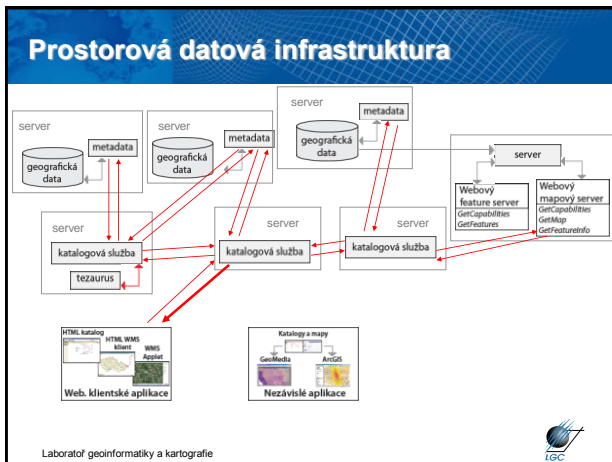 Prostorová datová infrastruktura
server
metadata
geografická
data
server
metadata
geografická
data
server
metadata
geografická
data
server
Webový
feature server
GetCapabilities
GetFeatures
Webový
mapový server
GetCapabilities
GetMap
GetFeatureInfo
server
katalogová služba
tezaurus
server
katalogová služba
server
katalogová služba
HTML katalog
HTML WMS
klient
WMS
Applet
Web. klientské aplikace
Katalogy a mapy
GeoMedia
ArcGIS
Nezávislé aplikace
Laboratoř geoinformatiky a kartografie
LGC